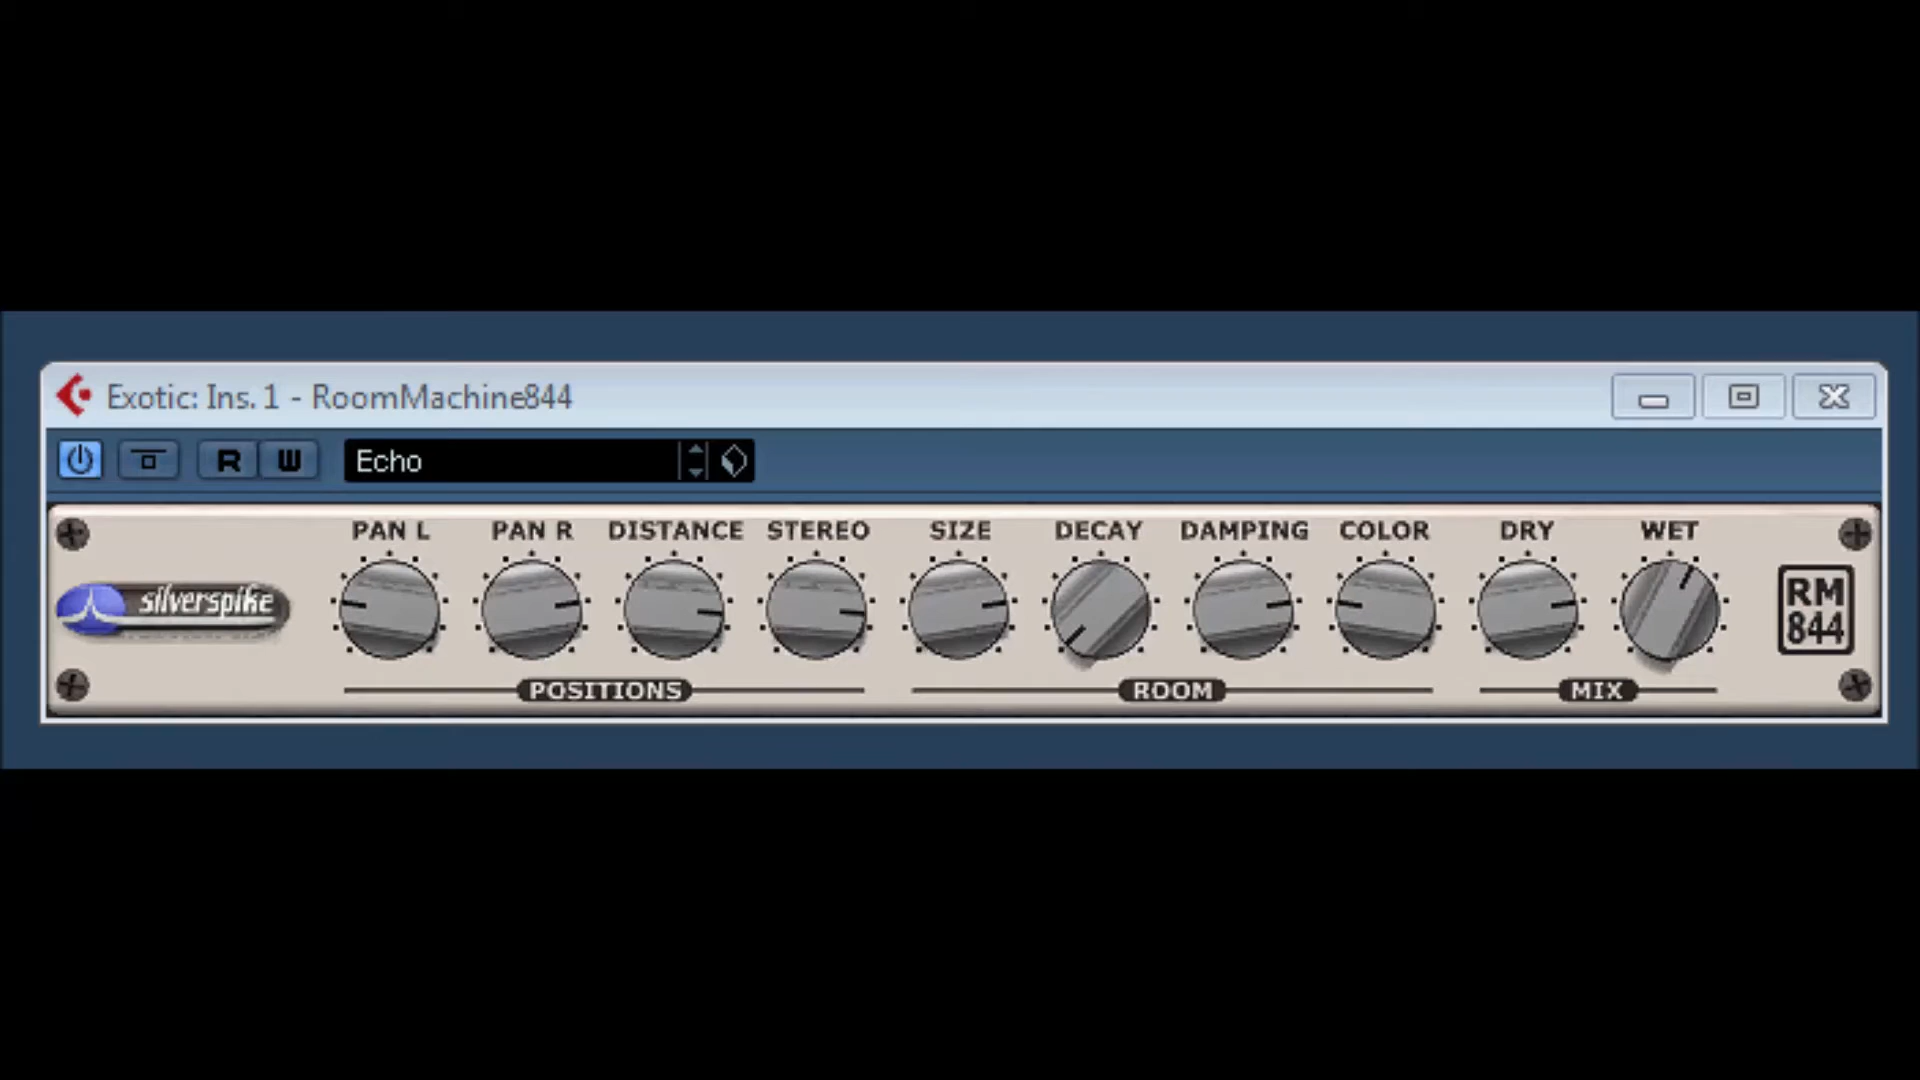 Exotic: Ins. 1 - RoomMachine844
R W Echo
PAN L PAN R DISTANCE STEREO SIZE DECAY DAMPING COLOR DRY WET
silverspike
RM
844
POSITIONS ROOM MIX